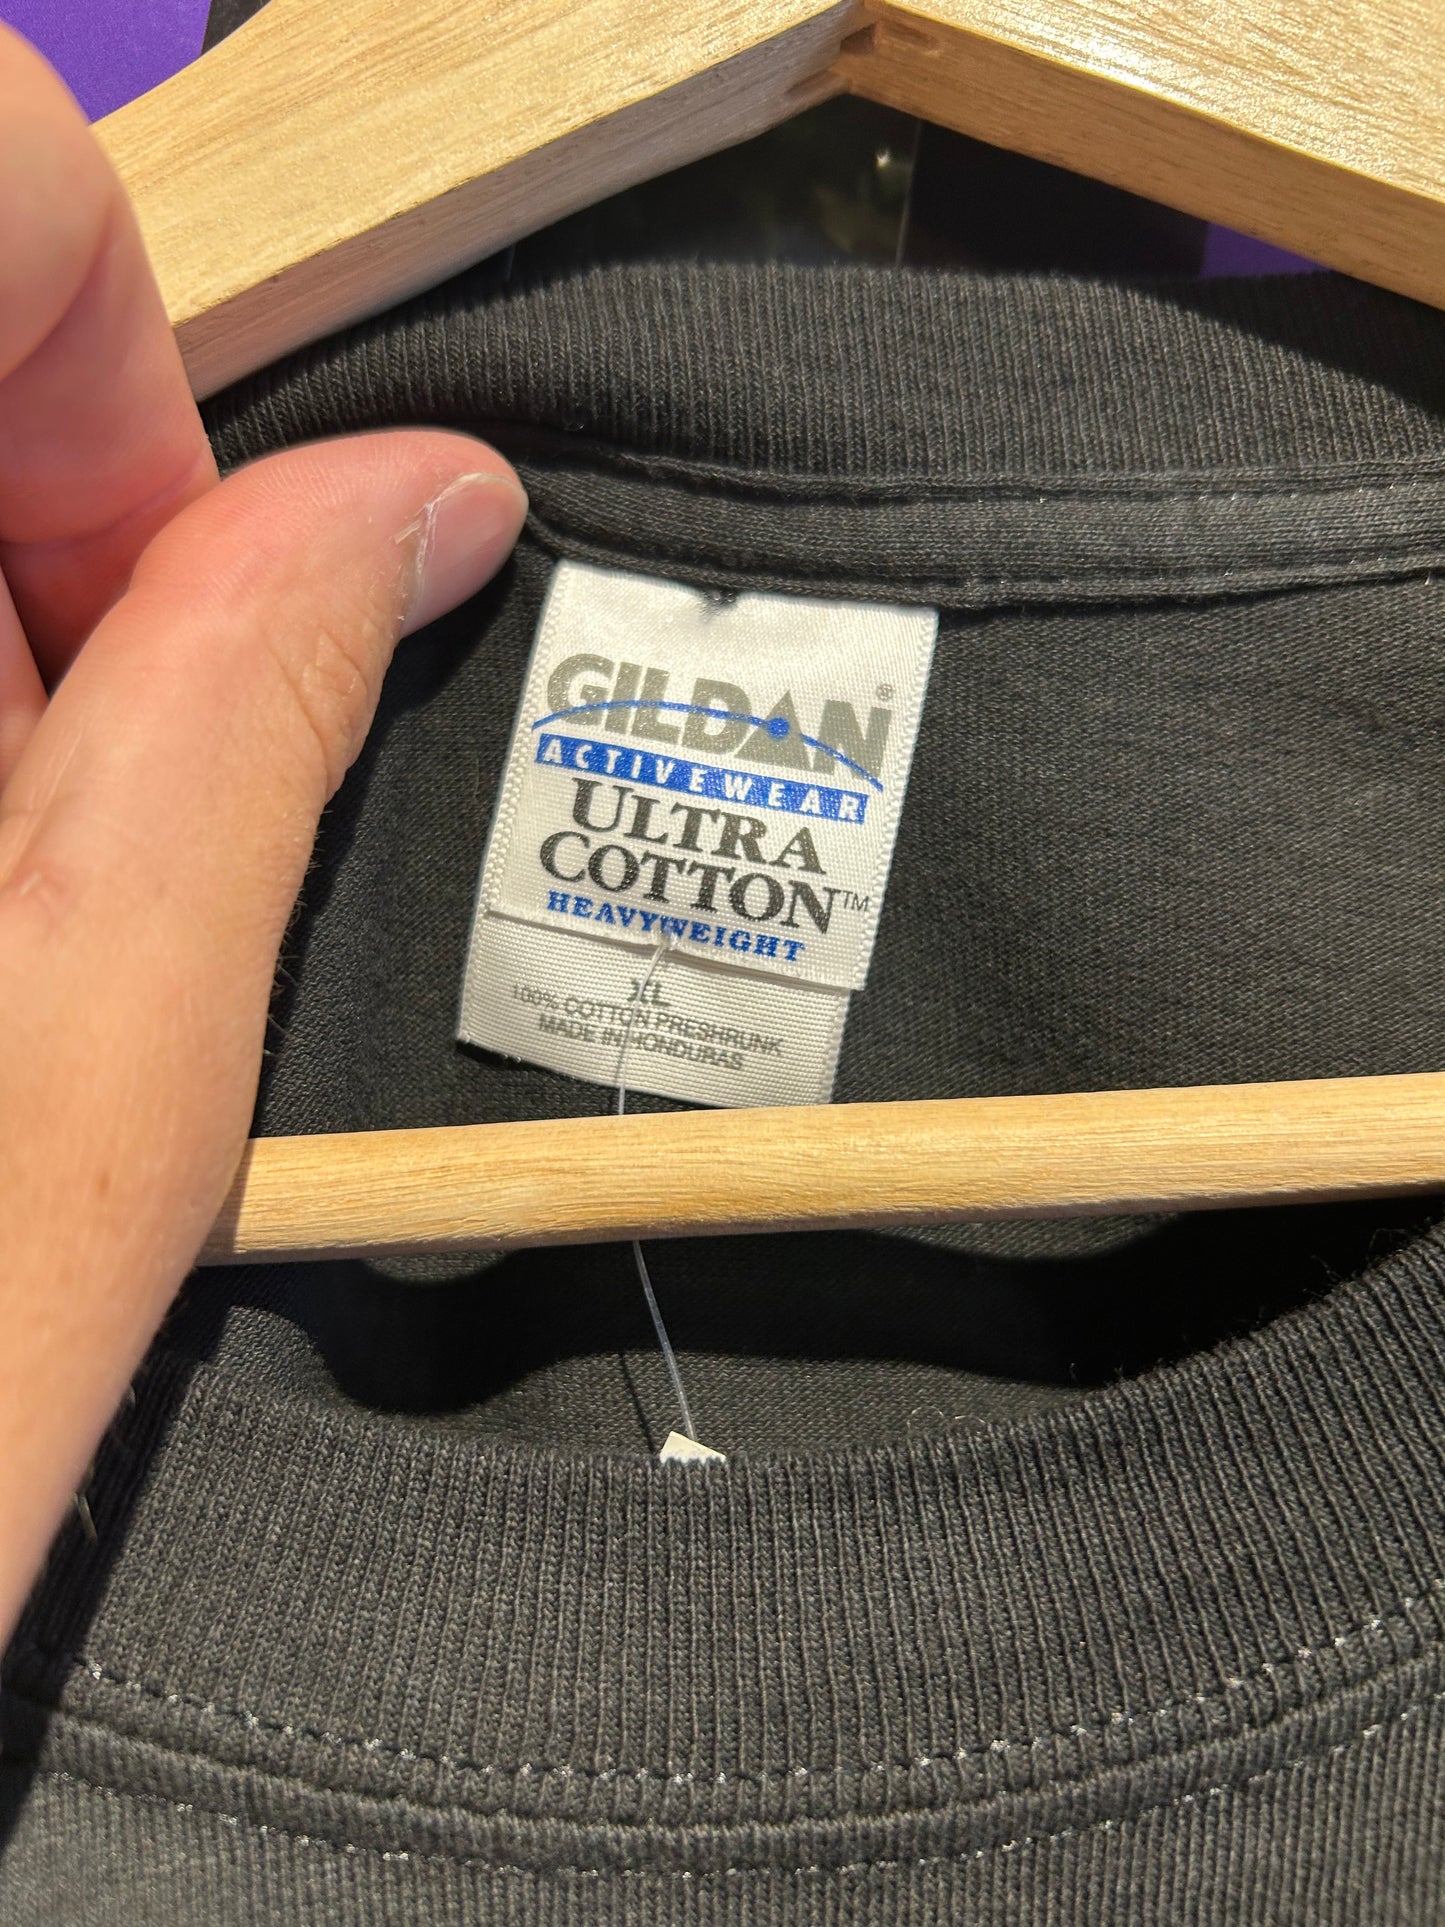 GILDAN®
ACTIVEWEAR
ULTRA
COTTON™
HEAVYWEIGHT
XL
100% COTTON PRESHRUNK
MADE IN HONDURAS